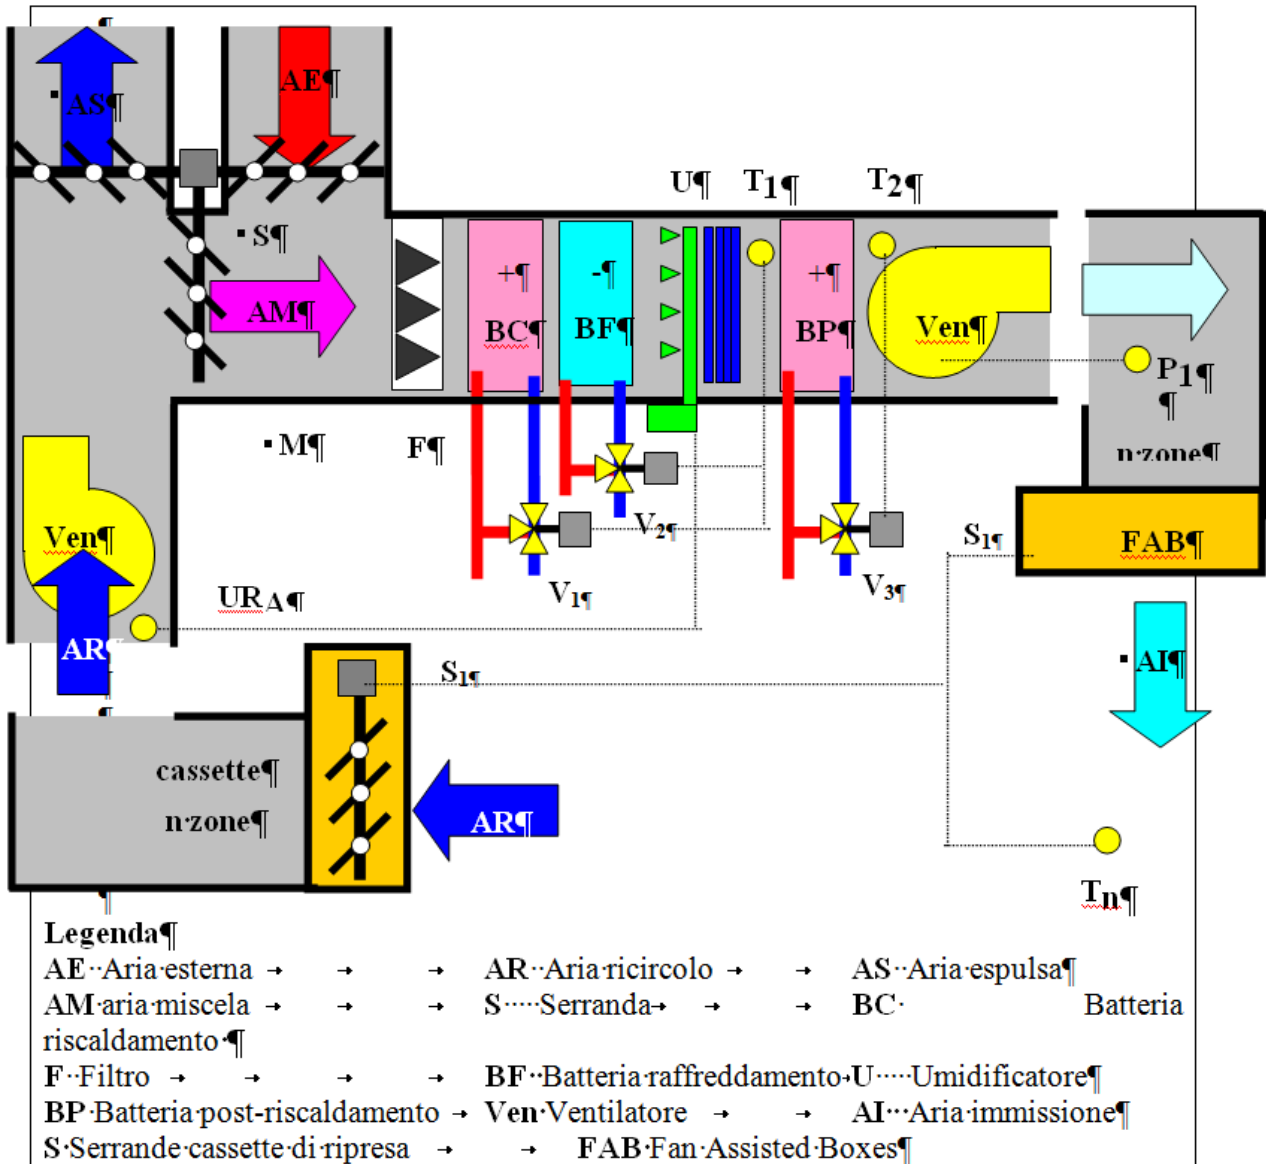 ¶
AE¶
▪ AS¶
U¶ T1¶ T2¶
▪ S¶
+¶ -¶ +¶
AM¶ BC¶ BF¶ BP¶ Ven¶
P1¶
¶
▪ M¶ F¶ n·zone¶
V2¶
Ven¶ S1¶ FAB¶
V1¶ V3¶
URA¶
AR¶ ▪ AI¶
S1¶
¶
¶
cassette¶
n·zone¶ AR¶
Tn¶
¶
Legenda¶
AE··Aria·esterna → → → AR··Aria·ricircolo → → AS··Aria·espulsa¶
AM·aria·miscela → → → S·····Serranda→ → → BC· Batteria
riscaldamento·¶
F··Filtro → → → → BF··Batteria·raffreddamento→U·····Umidificatore¶
BP·Batteria·post-riscaldamento → Ven·Ventilatore → → AI···Aria·immissione¶
S·Serrande·cassette·di·ripresa → → FAB·Fan·Assisted·Boxes¶